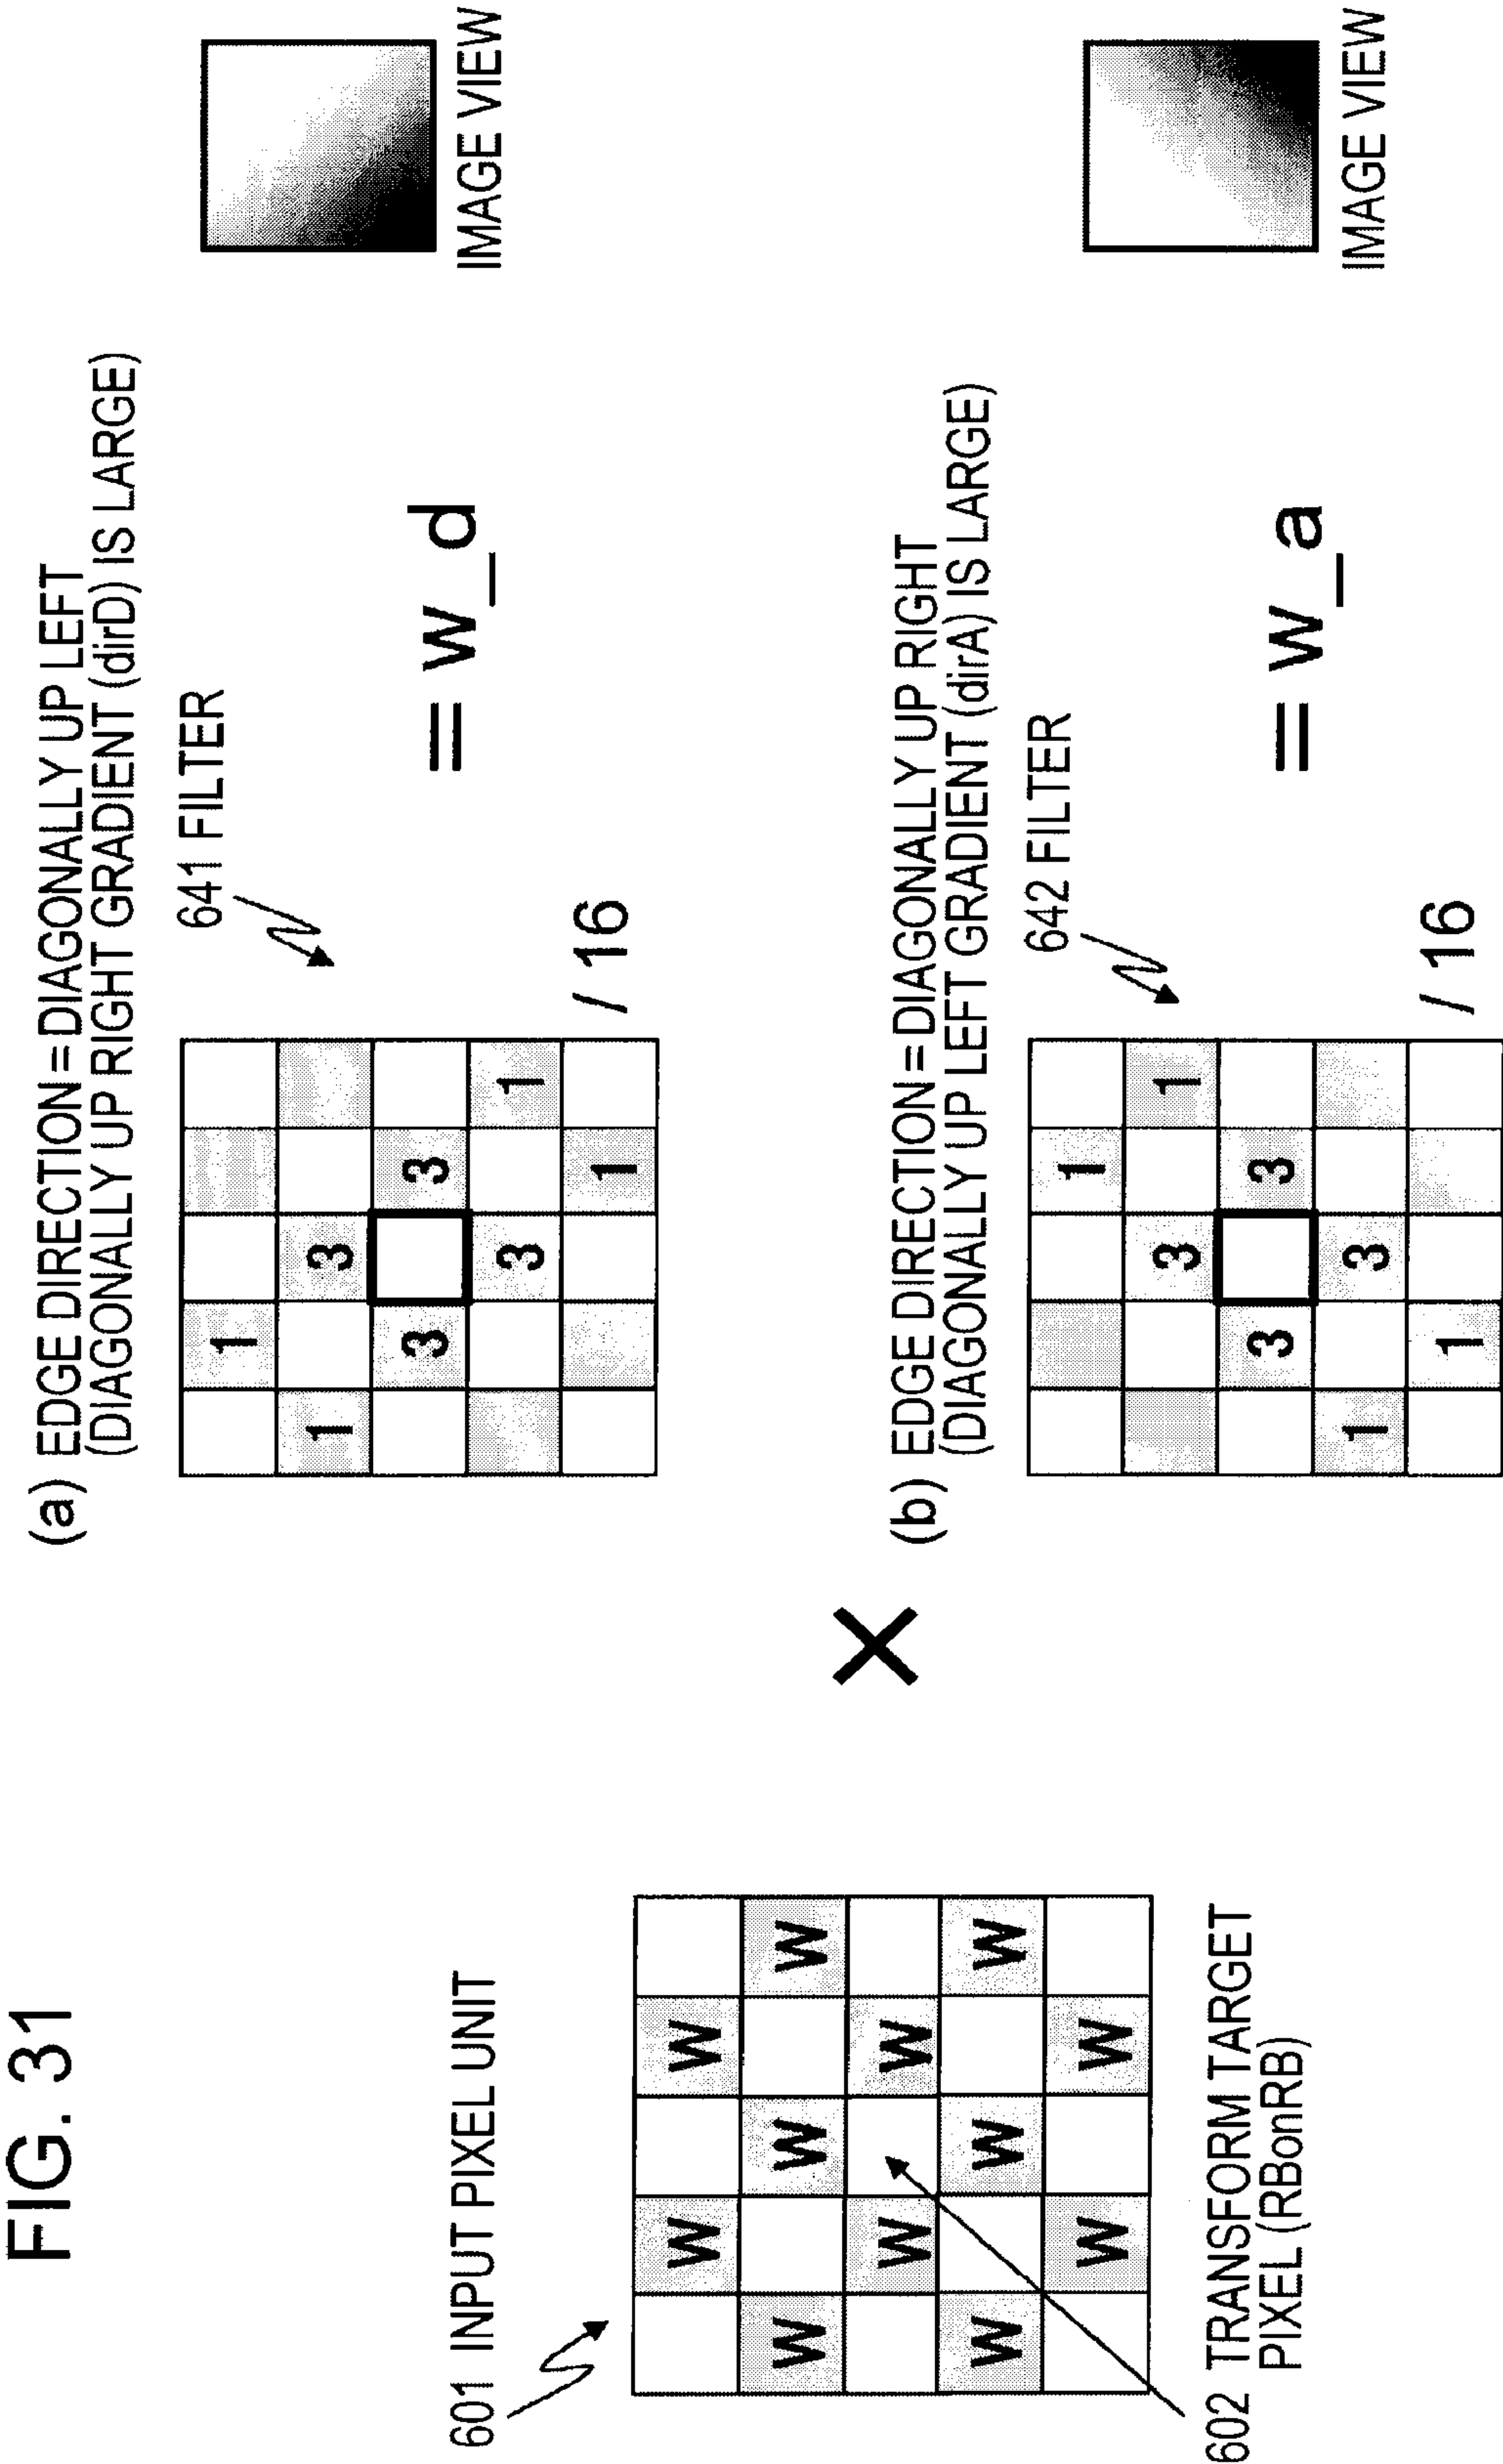 FIG. 31
601 INPUT PIXEL UNIT
W W
W W W
W W
W W W
W W
602 TRANSFORM TARGET
PIXEL (RBonRB)
×
(a) EDGE DIRECTION = DIAGONALLY UP LEFT
(DIAGONALLY UP RIGHT GRADIENT (dirD) IS LARGE)
641 FILTER
1
1 3
3 3
3 1
1
/ 16
= w_d
IMAGE VIEW
(b) EDGE DIRECTION = DIAGONALLY UP RIGHT
(DIAGONALLY UP LEFT GRADIENT (dirA) IS LARGE)
642 FILTER
1
3 1
3 3
1 3
1
/ 16
= w_a
IMAGE VIEW